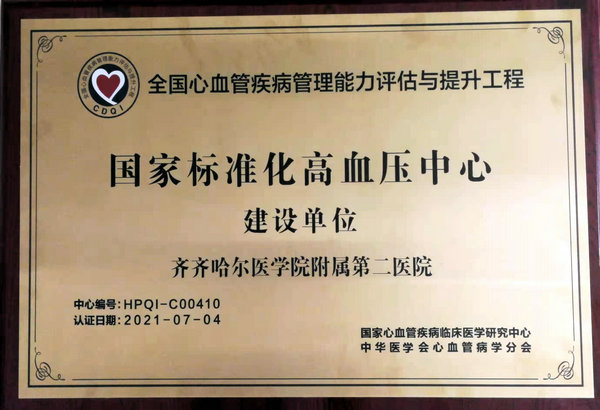 全国心血管疾病管理能力评估与提升工程
CDQI
国家标准化高血压中心
建设单位
齐齐哈尔医学院附属第二医院
中心编号:HPQI-C00410
认证日期:2021-07-04
国家心血管疾病临床医学研究中心
中华医学会心血管病学分会